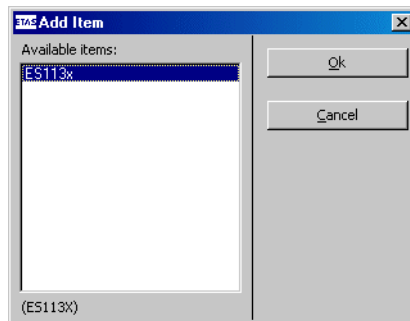 ETAS Add Item
Available items:
ES113x
Ok
Cancel
(ES113X)